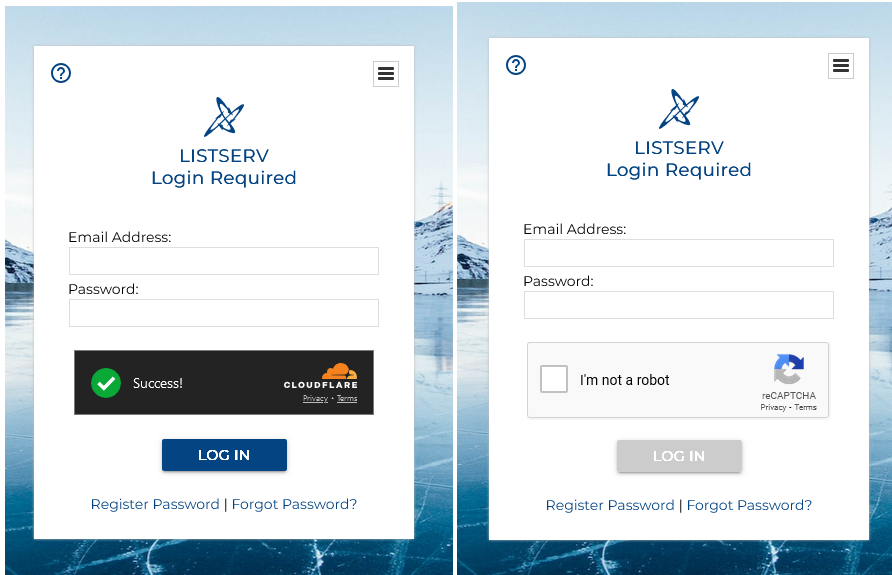 LISTSERV
Login Required
Email Address:
Password:
Success!
CLOUDFLARE
Privacy • Terms
LOG IN
Register Password | Forgot Password?
LISTSERV
Login Required
Email Address:
Password:
I'm not a robot
reCAPTCHA
Privacy - Terms
LOG IN
Register Password | Forgot Password?